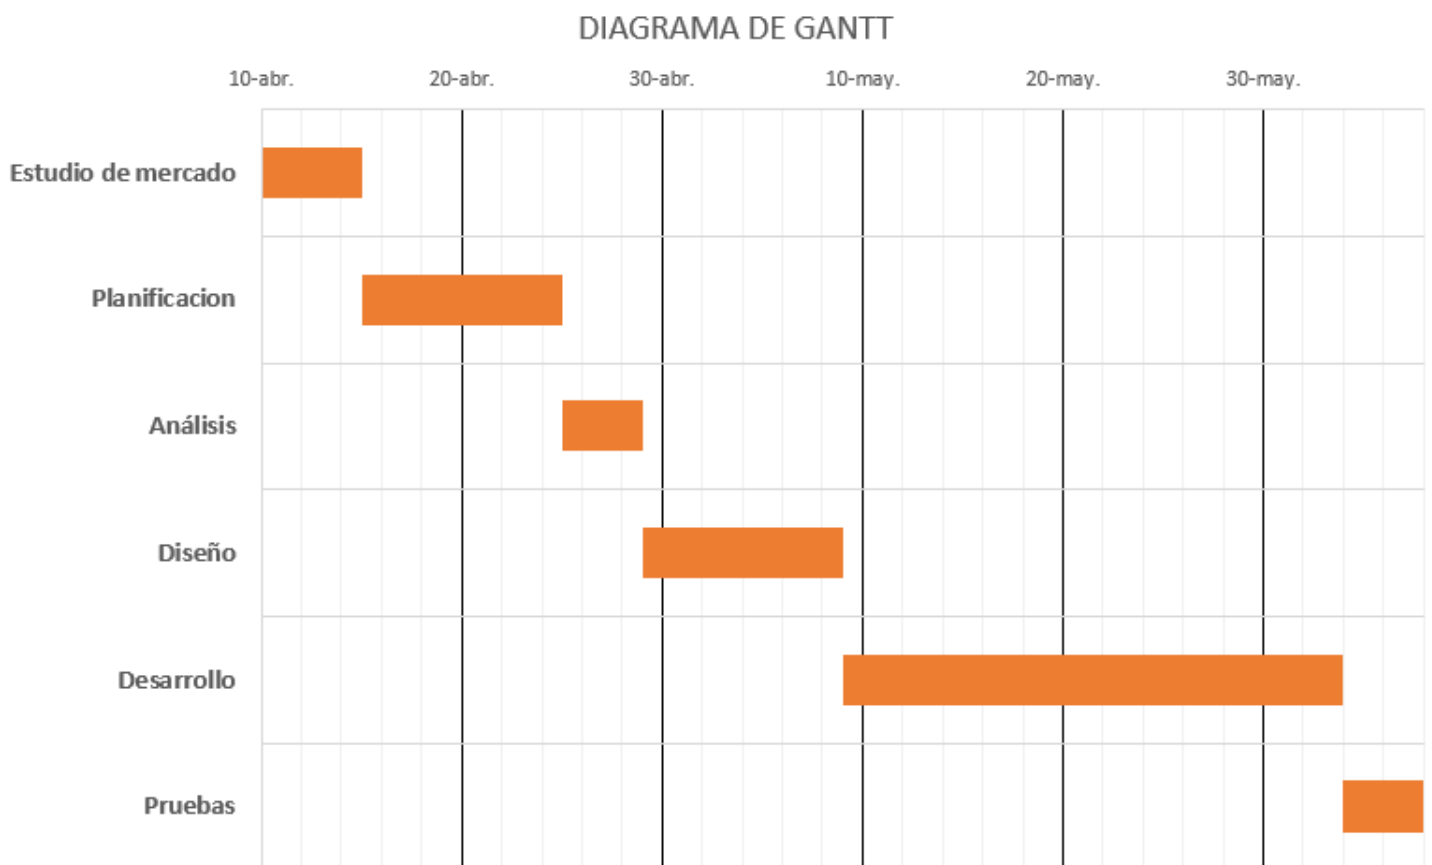 DIAGRAMA DE GANTT
10-abr. 20-abr. 30-abr. 10-may. 20-may. 30-may.
Estudio de mercado
Planificacion
Análisis
Diseño
Desarrollo
Pruebas